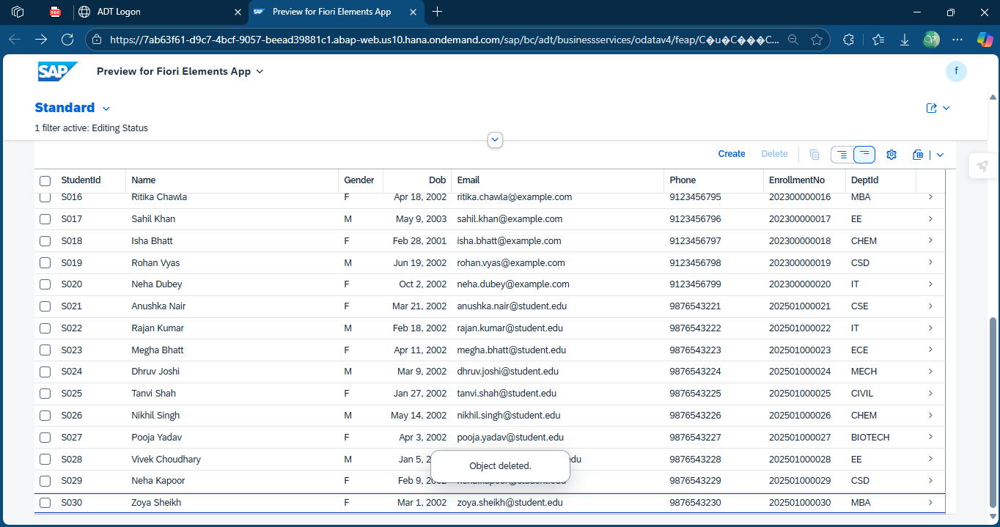 ADT Logon
Preview for Fiori Elements App
https://7ab63f61-d9c7-4bcf-9057-beead39881c1.abap-web.us10.hana.ondemand.com/sap/bc/adt/businessservices/odatav4/feap/C�u�C���C...
SAP Preview for Fiori Elements App f
Standard
1 filter active: Editing Status
Create Delete
StudentId Name Gender Dob Email Phone EnrollmentNo DeptId
S016 Ritika Chawla F Apr 18, 2002 ritika.chawla@example.com 9123456795 202300000016 MBA
S017 Sahil Khan M May 9, 2003 sahil.khan@example.com 9123456796 202300000017 EE
S018 Isha Bhatt F Feb 28, 2001 isha.bhatt@example.com 9123456797 202300000018 CHEM
S019 Rohan Vyas M Jun 19, 2002 rohan.vyas@example.com 9123456798 202300000019 CSD
S020 Neha Dubey F Oct 2, 2002 neha.dubey@example.com 9123456799 202300000020 IT
S021 Anushka Nair F Mar 21, 2002 anushka.nair@student.edu 9876543221 202501000021 CSE
S022 Rajan Kumar M Feb 18, 2002 rajan.kumar@student.edu 9876543222 202501000022 IT
S023 Megha Bhatt F Apr 11, 2002 megha.bhatt@student.edu 9876543223 202501000023 ECE
S024 Dhruv Joshi M Mar 9, 2002 dhruv.joshi@student.edu 9876543224 202501000024 MECH
S025 Tanvi Shah F Jan 27, 2002 tanvi.shah@student.edu 9876543225 202501000025 CIVIL
S026 Nikhil Singh M May 14, 2002 nikhil.singh@student.edu 9876543226 202501000026 CHEM
S027 Pooja Yadav F Apr 3, 2002 pooja.yadav@student.edu 9876543227 202501000027 BIOTECH
S028 Vivek Choudhary M Jan 5, 9876543228 202501000028 EE
Object deleted.
S029 Neha Kapoor F Feb 9, 9876543229 202501000029 CSD
S030 Zoya Sheikh F Mar 1, 2002 zoya.sheikh@student.edu 9876543230 202501000030 MBA